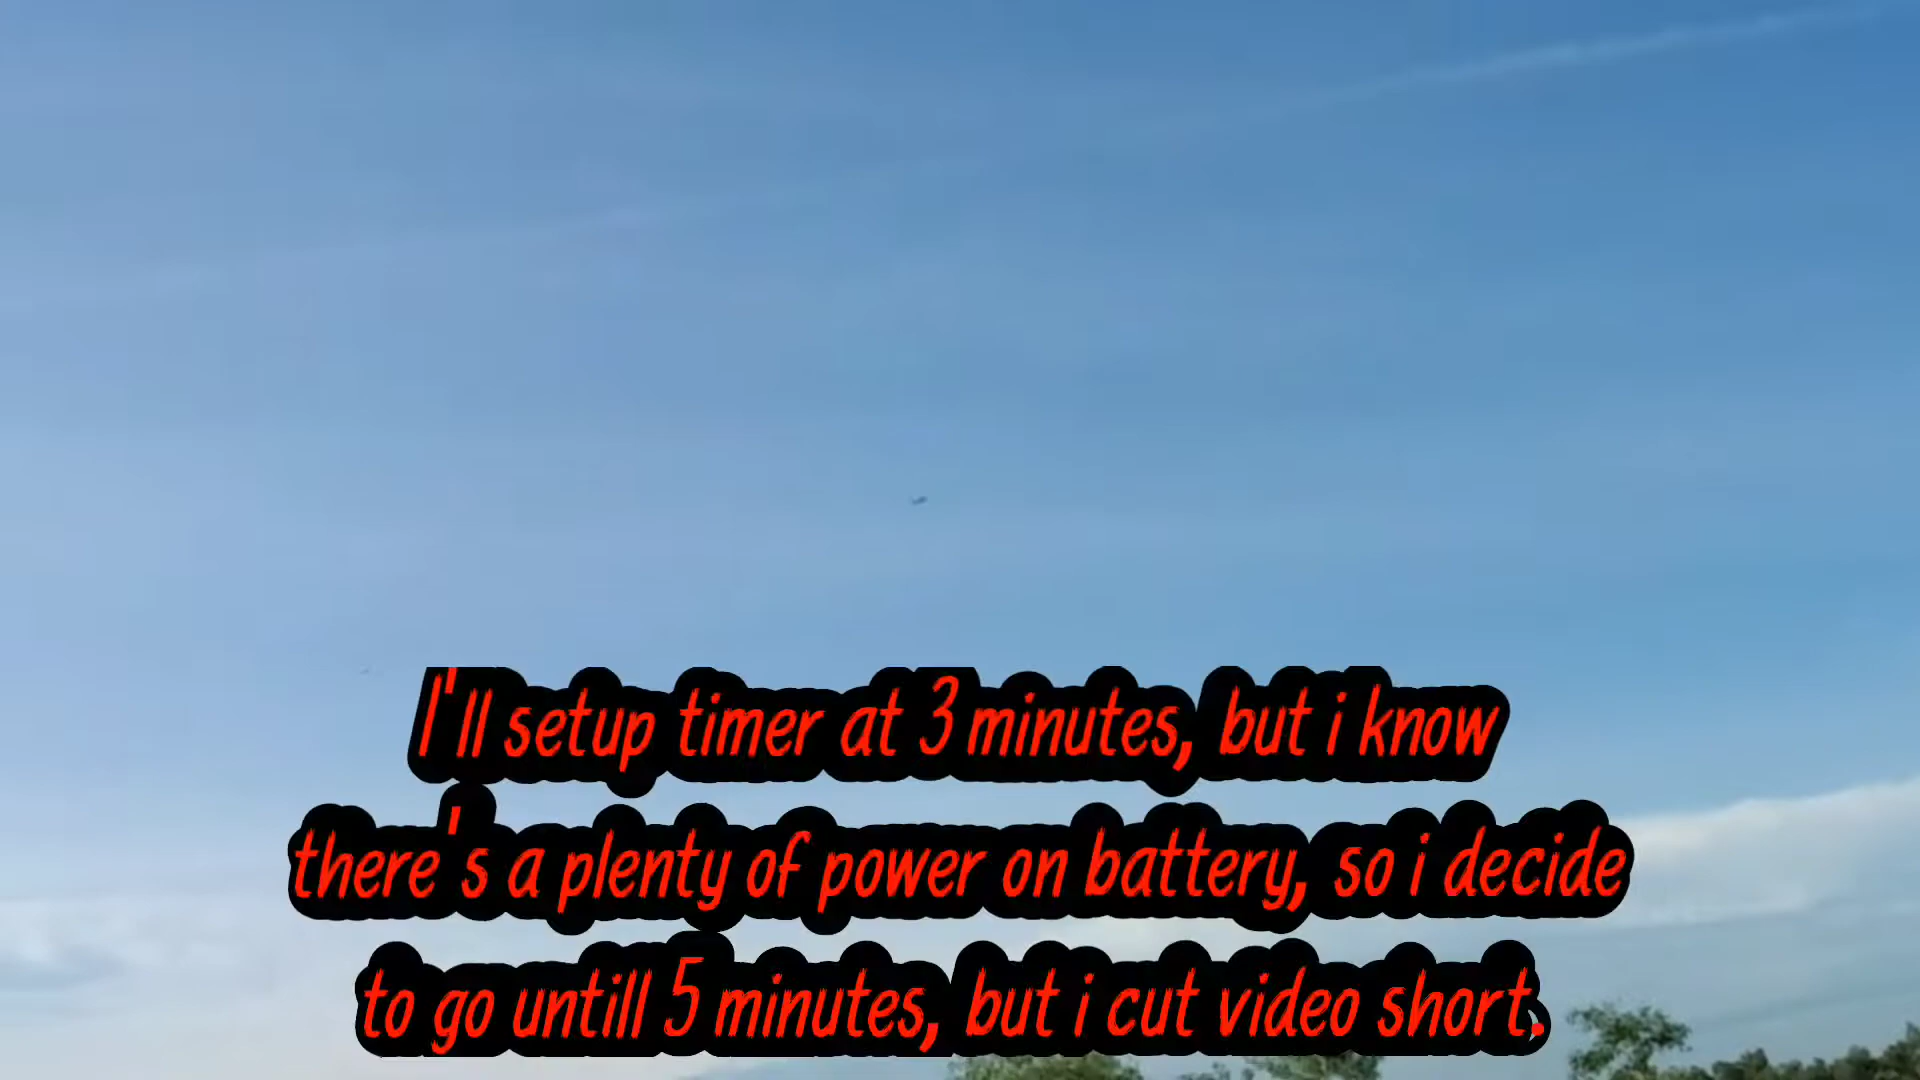 I'll setup timer at 3 minutes, but i know
there's a plenty of power on battery, so i decide
to go untill 5 minutes, but i cut video short.